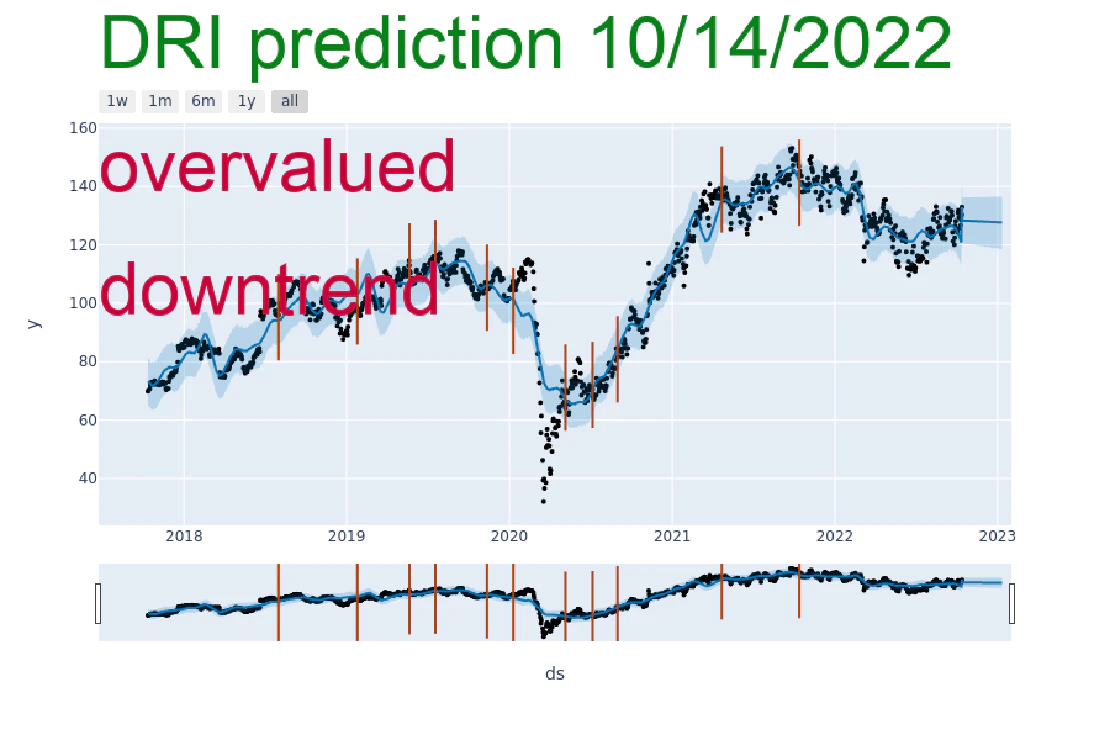 DRI prediction 10/14/2022
1w 1m 6m 1y all
160
overvalued
140
120
downtrend
100
y
80
60
40
2018 2019 2020 2021 2022 2023
ds